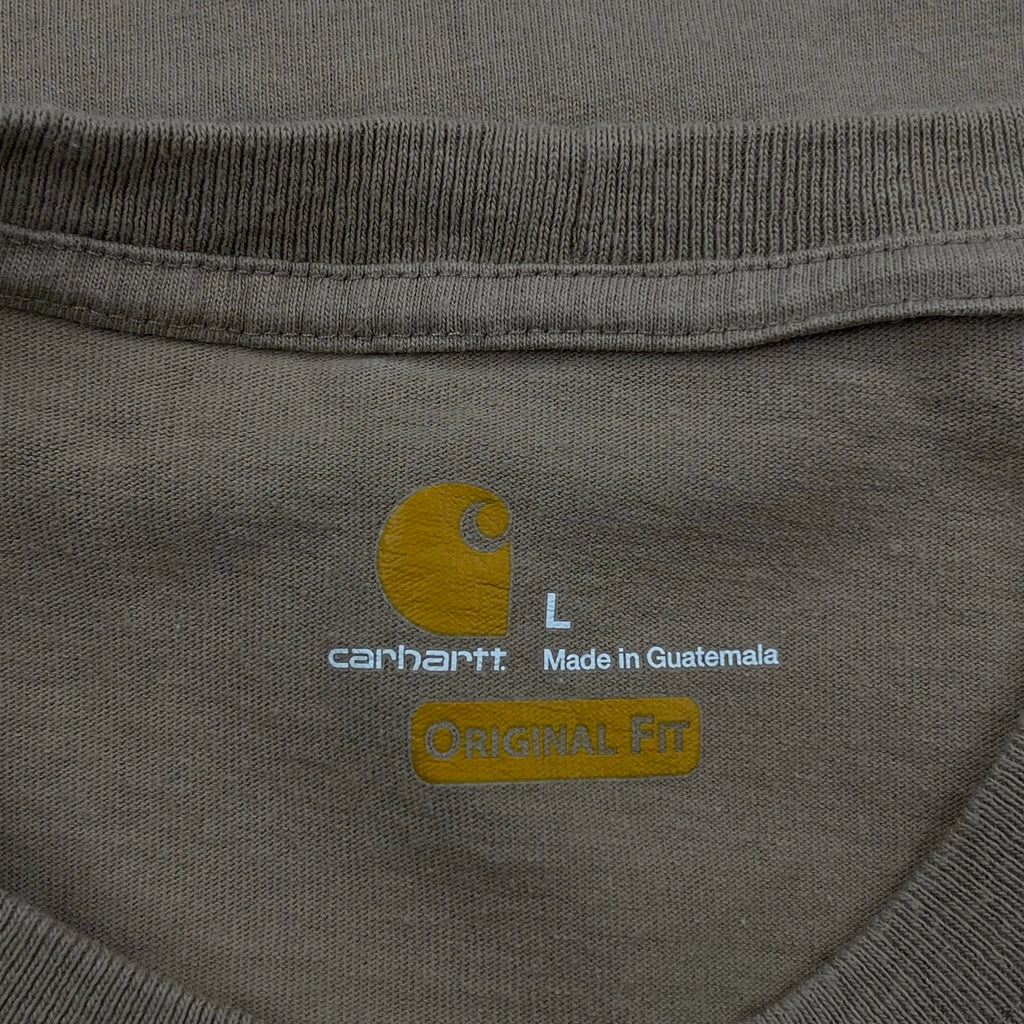 L
carhartt.
Made in Guatemala
ORIGINAL FIT